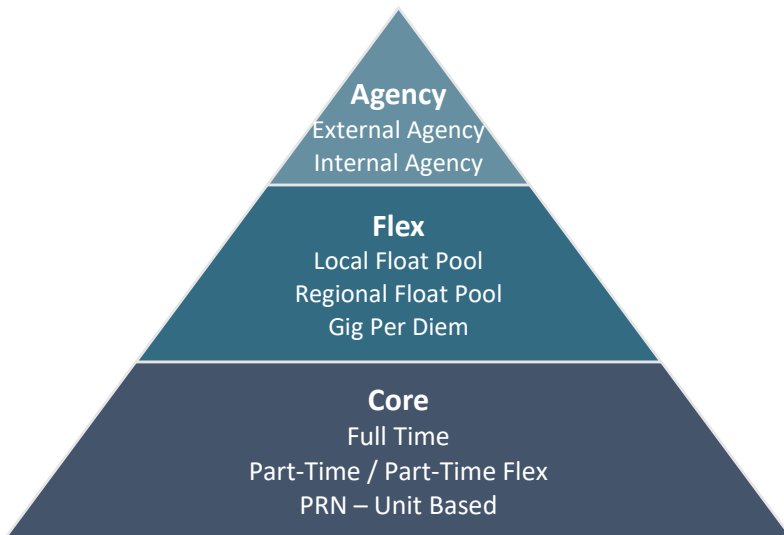 Agency
External Agency
Internal Agency
Flex
Local Float Pool
Regional Float Pool
Gig Per Diem
Core
Full Time
Part-Time / Part-Time Flex
PRN – Unit Based